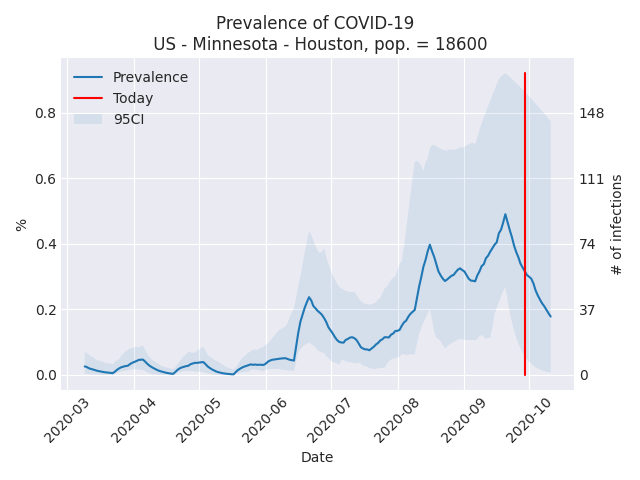 Prevalence of COVID-19
US - Minnesota - Houston, pop. = 18600
Prevalence
Today
95CI
0.8
0.6
0.4
0.2
0.0
%
148
111
74
37
0
# of infections
2020-03
2020-04
2020-05
2020-06
2020-07
2020-08
2020-09
2020-10
Date